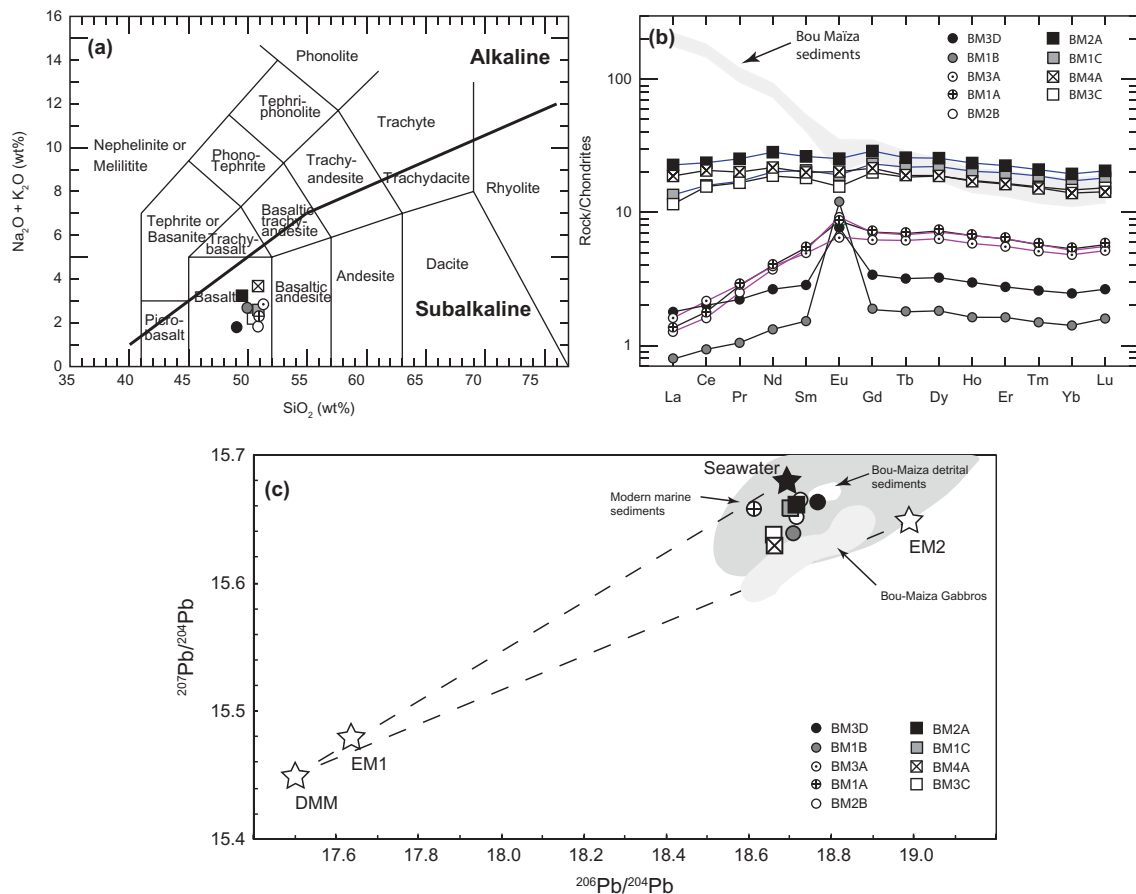 (a)
Alkaline
Subalkaline
Phonolite
Tephri-
phonolite
Trachyte
Nephelinite or
Melilitite
Phono-
Tephrite
Trachy-
andesite
Trachydacite
Rhyolite
Tephrite or
Basanite
Trachy-
basalt
Basaltic
trachy-
andesite
Basalt
Basaltic
andesite
Andesite
Dacite
Picro-
basalt
Na2O + K2O (wt%)
16
14
12
10
8
6
4
2
0
35 40 45 50 55 60 65 70 75
SiO2 (wt%)
(b)
Bou Maïza
sediments
BM3D
BM1B
BM3A
BM1A
BM2B
BM2A
BM1C
BM4A
BM3C
Rock/Chondrites
100
10
1
Ce Nd Eu Tb Ho Tm Lu
La Pr Sm Gd Dy Er Yb
(c)
Seawater
Bou-Maiza detrital
sediments
Modern marine
sediments
EM2
Bou-Maiza Gabbros
EM1
DMM
BM3D
BM1B
BM3A
BM1A
BM2B
BM2A
BM1C
BM4A
BM3C
207Pb/204Pb
15.7
15.6
15.5
15.4
17.6 17.8 18.0 18.2 18.4 18.6 18.8 19.0
206Pb/204Pb